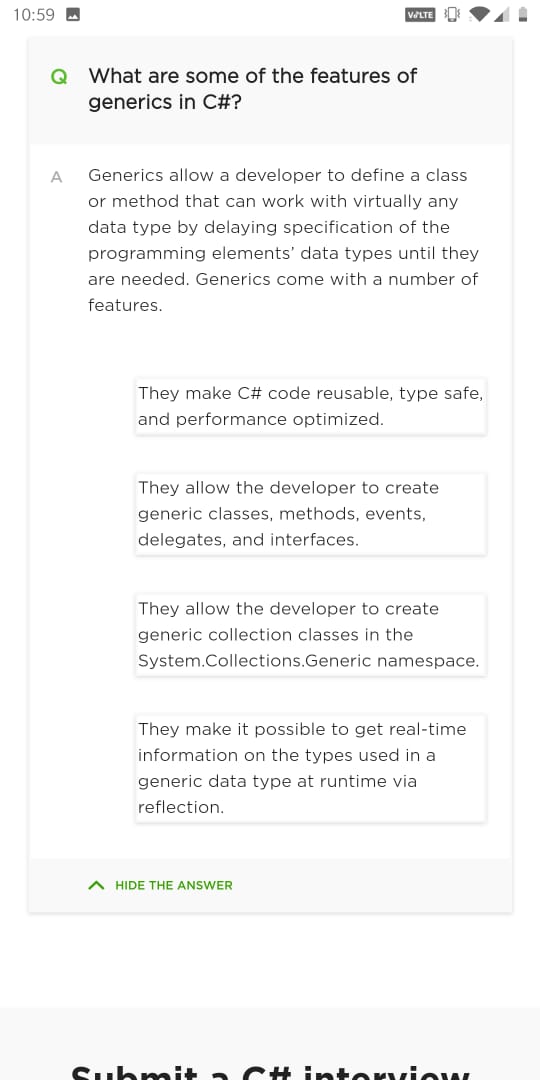 10:59
VoLTE
Q What are some of the features of
generics in C#?
A Generics allow a developer to define a class
or method that can work with virtually any
data type by delaying specification of the
programming elements’ data types until they
are needed. Generics come with a number of
features.
They make C# code reusable, type safe,
and performance optimized.
They allow the developer to create
generic classes, methods, events,
delegates, and interfaces.
They allow the developer to create
generic collection classes in the
System.Collections.Generic namespace.
They make it possible to get real-time
information on the types used in a
generic data type at runtime via
reflection.
HIDE THE ANSWER
Submit a C# interview